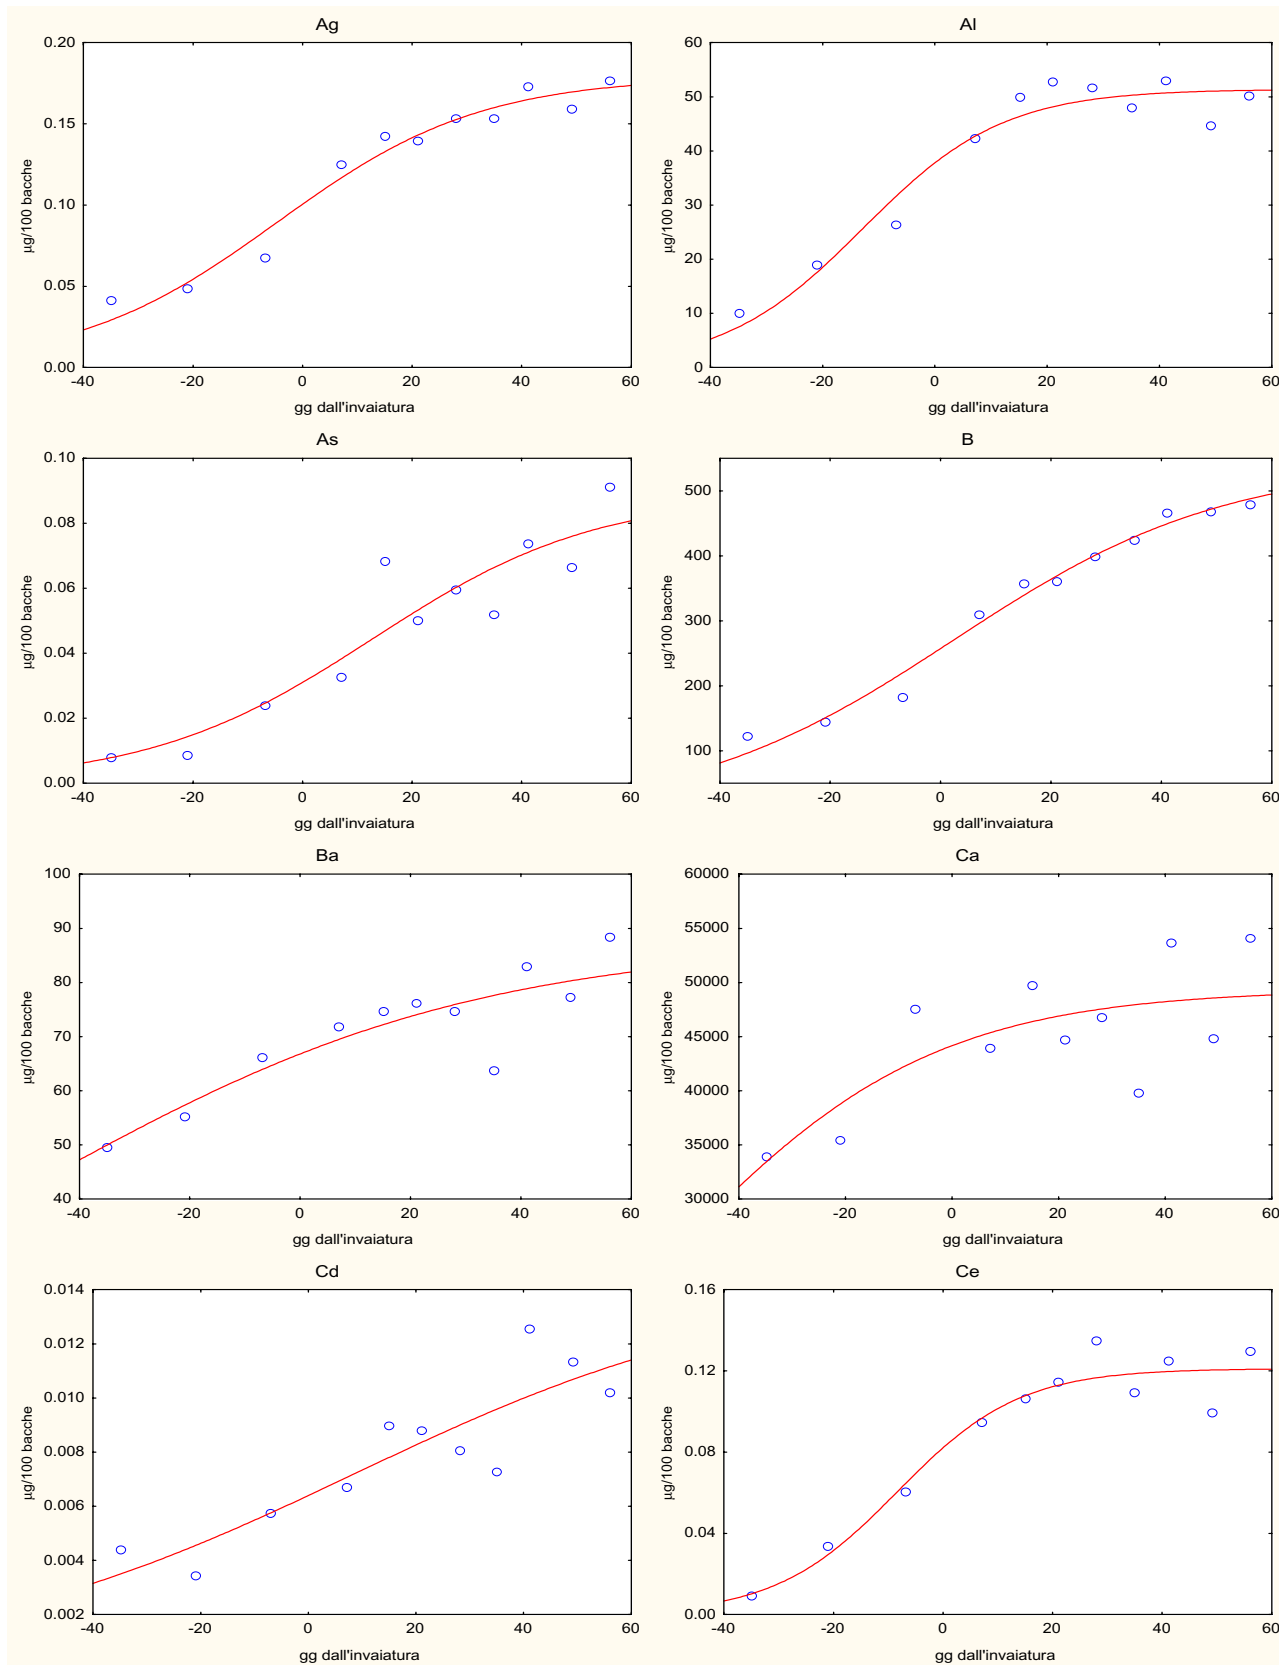 Ag
0.20
0.15
0.10
0.05
0.00
µg/100 bacche
-40 -20 0 20 40 60
gg dall'invaiatura
Al
60
50
40
30
20
10
0
µg/100 bacche
-40 -20 0 20 40 60
gg dall'invaiatura
As
0.10
0.08
0.06
0.04
0.02
0.00
µg/100 bacche
-40 -20 0 20 40 60
gg dall'invaiatura
B
500
400
300
200
100
µg/100 bacche
-40 -20 0 20 40 60
gg dall'invaiatura
Ba
100
90
80
70
60
50
40
µg/100 bacche
-40 -20 0 20 40 60
gg dall'invaiatura
Ca
60000
55000
50000
45000
40000
35000
30000
µg/100 bacche
-40 -20 0 20 40 60
gg dall'invaiatura
Cd
0.014
0.012
0.010
0.008
0.006
0.004
0.002
µg/100 bacche
-40 -20 0 20 40 60
gg dall'invaiatura
Ce
0.16
0.12
0.08
0.04
0.00
µg/100 bacche
-40 -20 0 20 40 60
gg dall'invaiatura